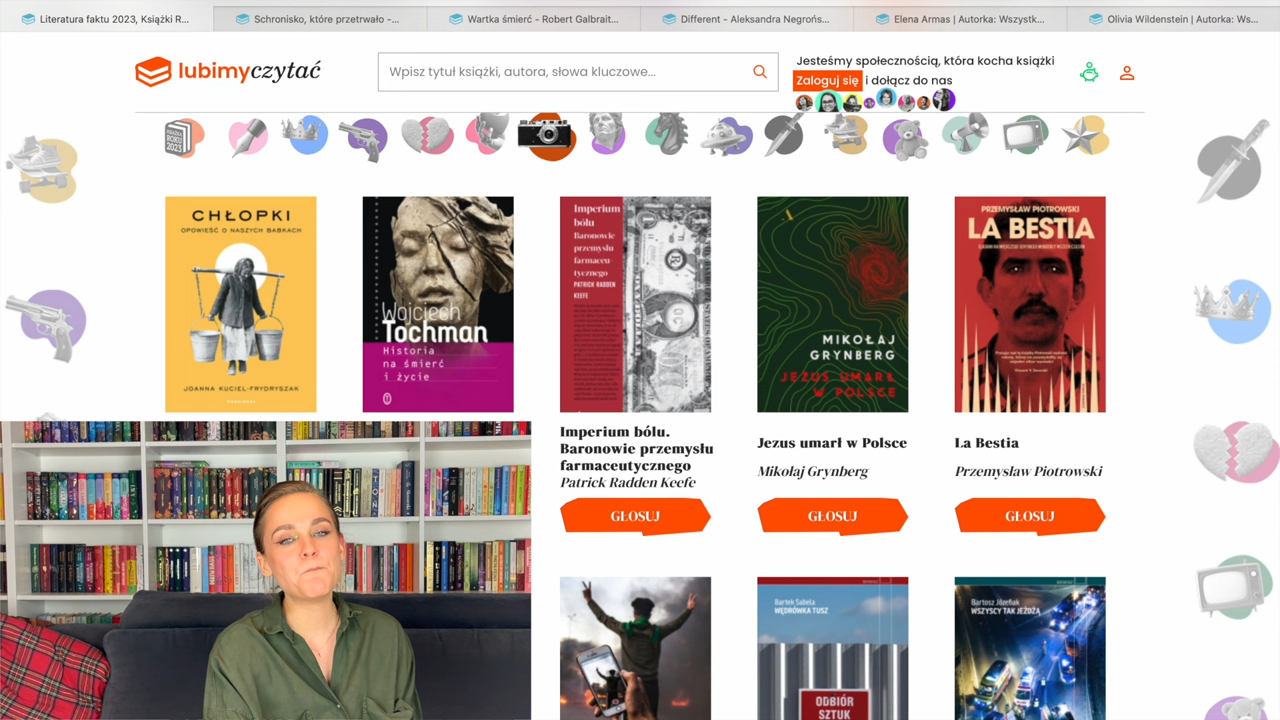 Literatura faktu 2023, Książki R...
Schronisko, które przetrwało -...
Wartka śmierć - Robert Galbrait...
Different - Aleksandra Negrońs...
Elena Armas | Autorka: Wszystk...
Olivia Wildenstein | Autorka: Ws...
lubimyczytać
Wpisz tytuł książki, autora, słowa kluczowe...
Jesteśmy społecznością, która kocha książki
Zaloguj się i dołącz do nas
KSIĄŻKA
ROKU
2023
CHŁOPKI
OPOWIEŚĆ O NASZYCH BABKACH
JOANNA KUCIEL-FRYDRYSZAK
Wojciech
Tochman
Historia
na śmierć
i życie
Imperium
bólu
Baronowie
przemysłu
farmaceu-
tycznego
PATRICK RADDEN
KEEFE
MIKOŁAJ
GRYNBERG
JEZUS UMARŁ
W POLSCE
PRZEMYSŁAW PIOTROWSKI
LA BESTIA
Imperium bólu.
Baronowie przemysłu
farmaceutycznego
Patrick Radden Keefe
GŁOSUJ
Jezus umarł w Polsce
Mikołaj Grynberg
GŁOSUJ
La Bestia
Przemysław Piotrowski
GŁOSUJ
Bartek Sabela
WĘDRÓWKA TUSZ
ODBIÓR
SZTUK
Bartosz Józefiak
WSZYSCY TAK JEŻDŻĄ